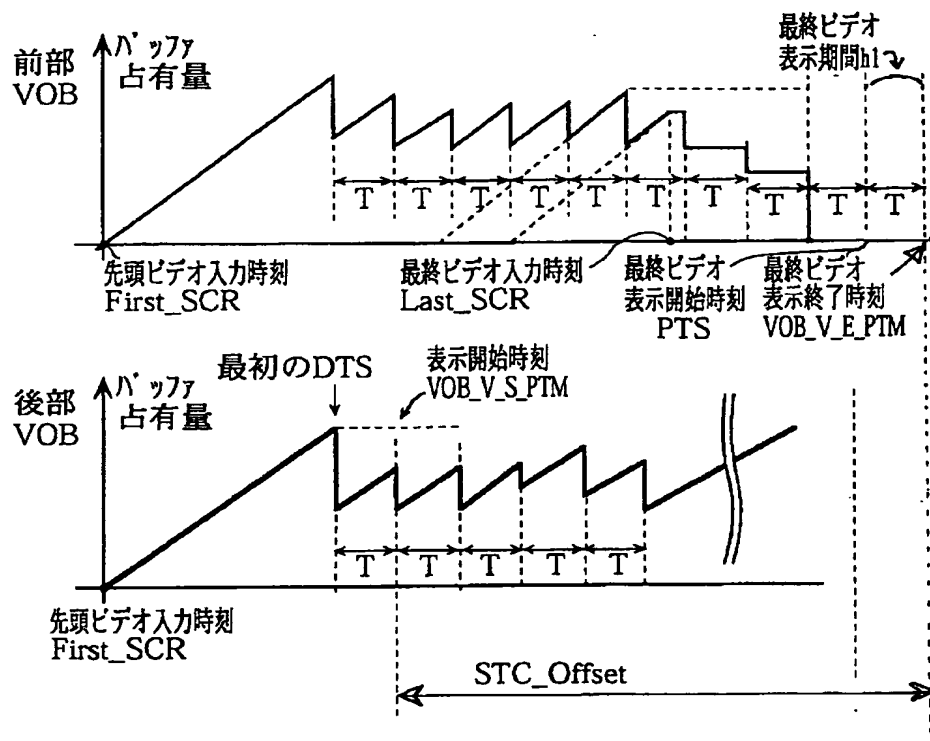 前部
VOB
バッファ
占有量
最終ビデオ
表示期間h1
T T T T T T T T T T
先頭ビデオ入力時刻
First_SCR
最終ビデオ入力時刻
Last_SCR
最終ビデオ
表示開始時刻
PTS
最終ビデオ
表示終了時刻
VOB_V_E_PTM
後部
VOB
バッファ
占有量
最初のDTS
表示開始時刻
VOB_V_S_PTM
T T T T T
先頭ビデオ入力時刻
First_SCR
STC_Offset